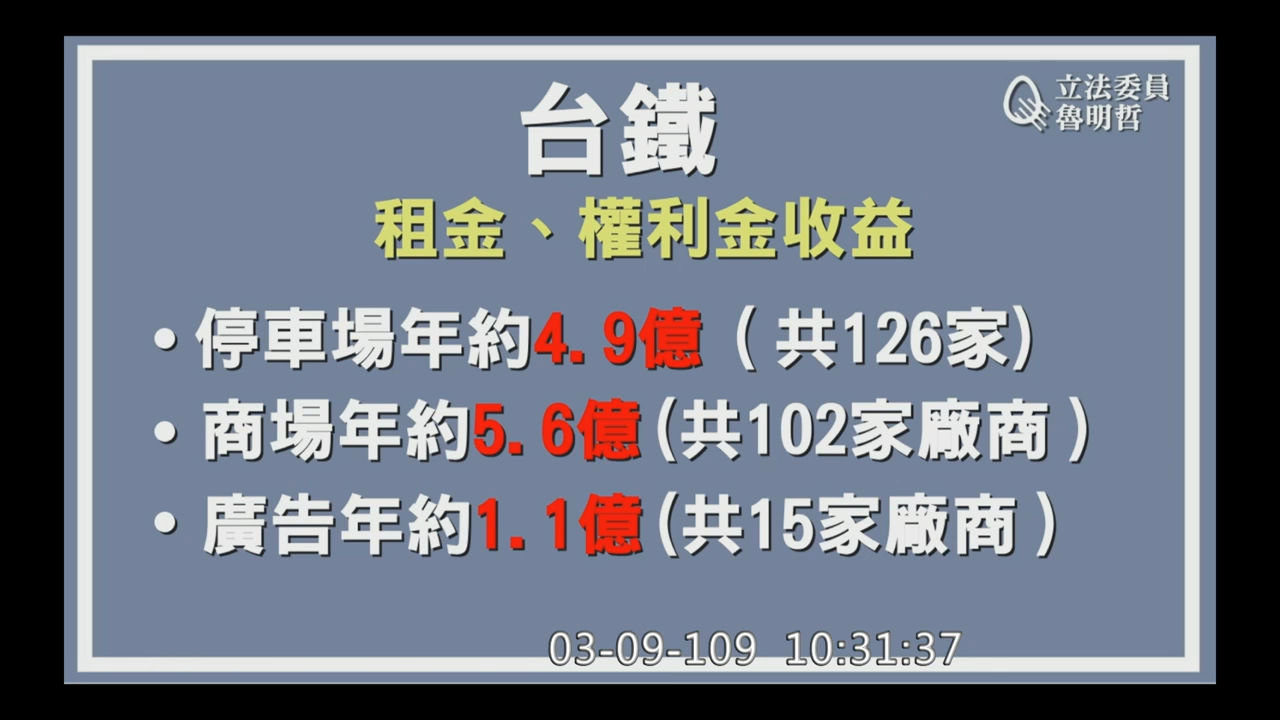 立法委員
魯明哲
台鐵
租金、權利金收益
• 停車場年約4.9億（共126家)
• 商場年約5.6億(共102家廠商）
• 廣告年約1.1億(共15家廠商）
03-09-109 10:31:37